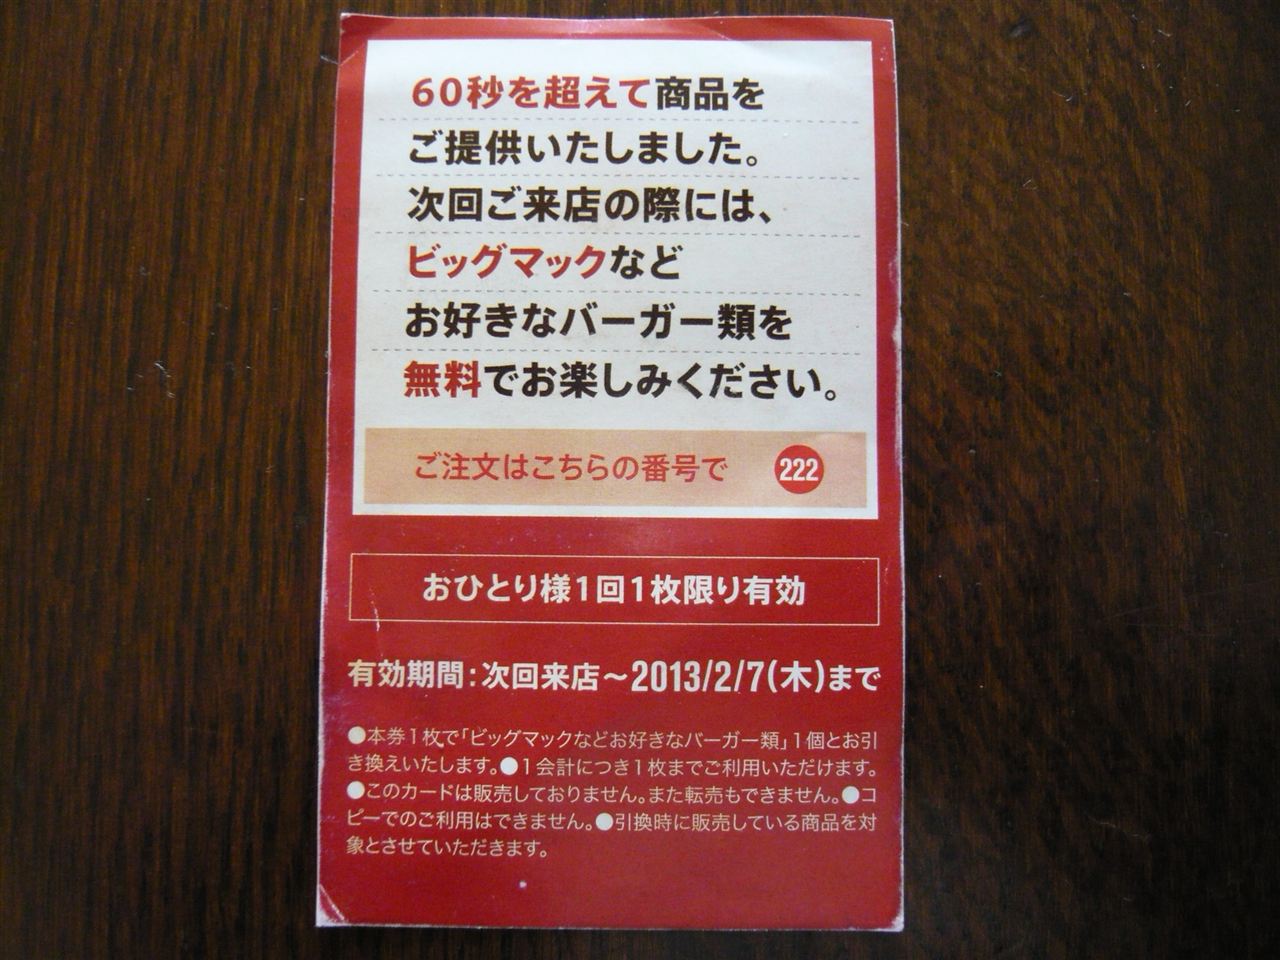 60秒を超えて商品を
ご提供いたしました。
次回ご来店の際には、
ビッグマックなど
お好きなバーガー類を
無料でお楽しみください。
ご注文はこちらの番号で 222
おひとり様1回1枚限り有効
有効期間：次回来店～2013/2/7(木)まで
●本券1枚で「ビッグマックなどお好きなバーガー類」1個とお引
き換えいたします。●1会計につき1枚までご利用いただけます。
●このカードは販売しておりません。また転売もできません。●コ
ピーでのご利用はできません。●引換時に販売している商品を対
象とさせていただきます。